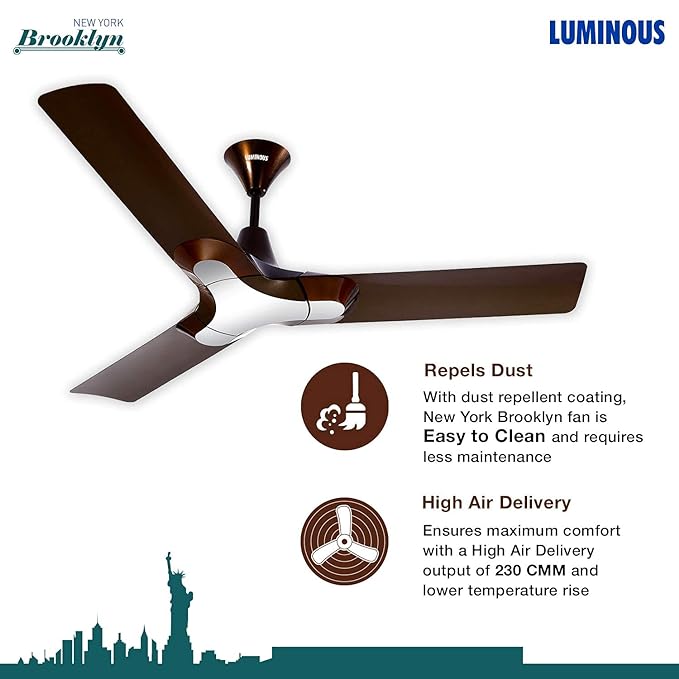 NEW YORK
Brooklyn
LUMINOUS
LUMINOUS
Repels Dust
With dust repellent coating,
New York Brooklyn fan is
Easy to Clean and requires
less maintenance
High Air Delivery
Ensures maximum comfort
with a High Air Delivery
output of 230 CMM and
lower temperature rise